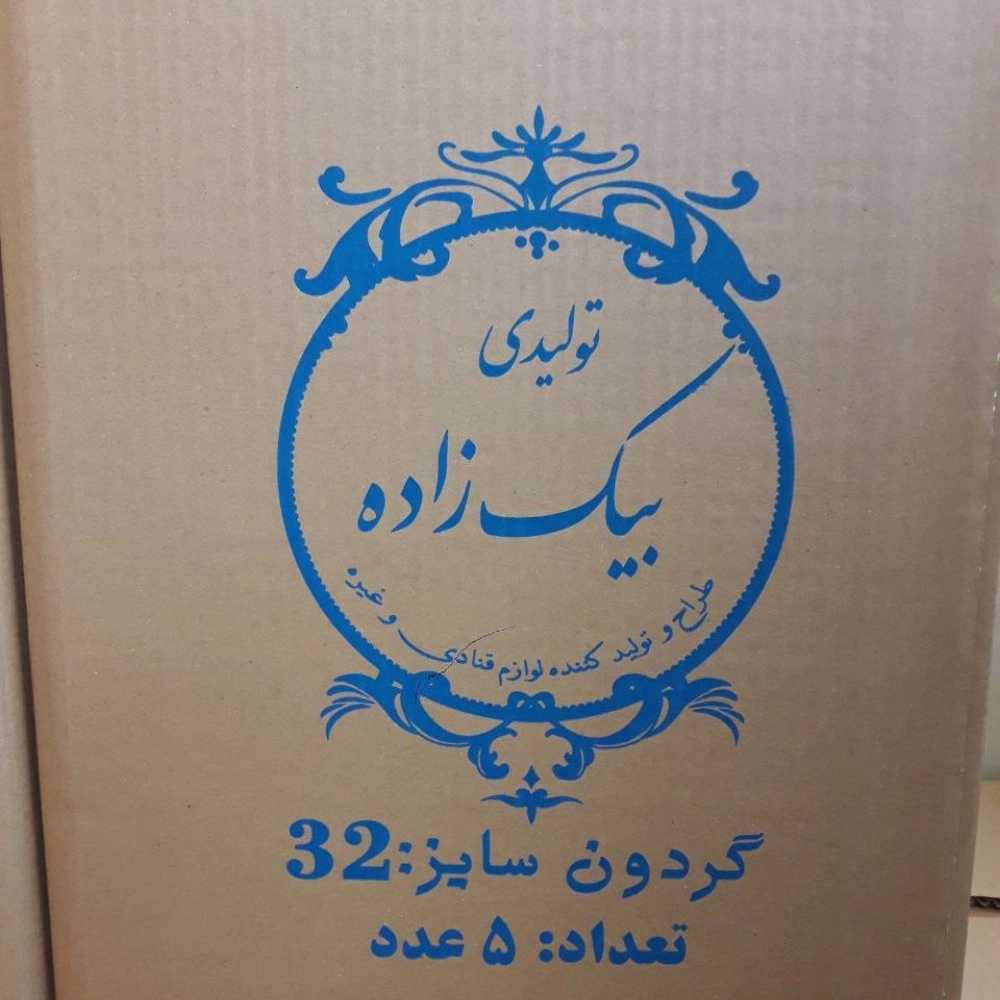 تولیدی
بیک زاده
طراح و تولید کننده لوازم قنادی و غیره
گردون سایز:32
تعداد: ۵ عدد